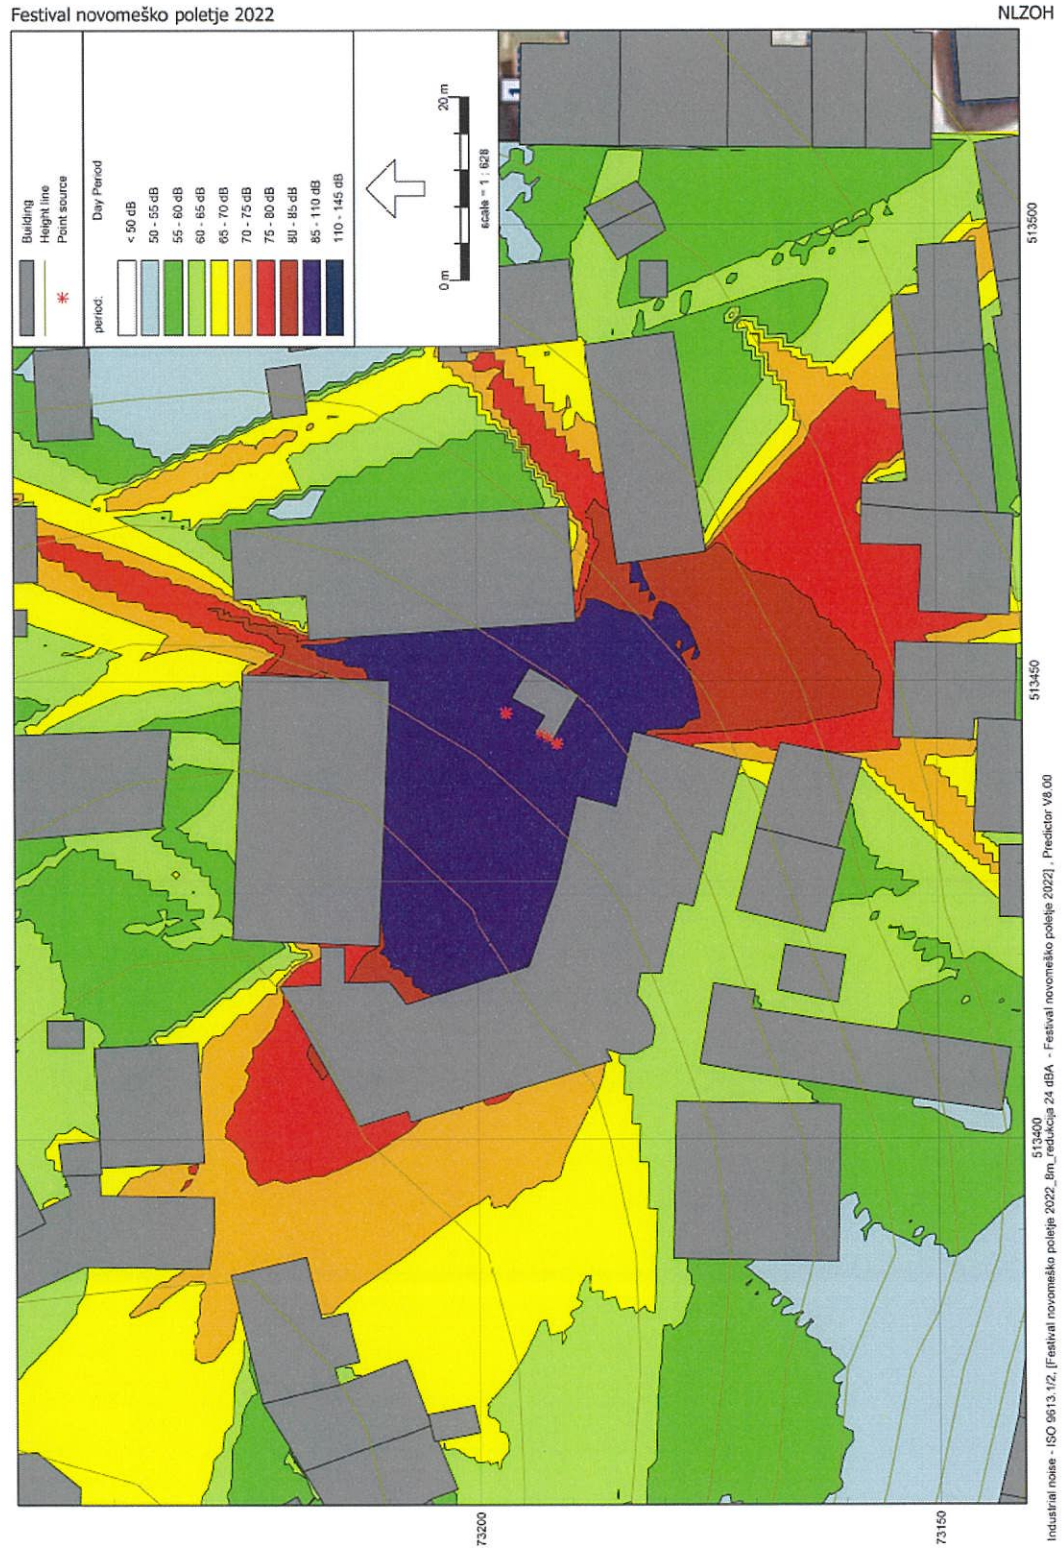 Festival novomeško poletje 2022
NLZOH
Building
Height line
Point source
period:
Day Period
< 50 dB
50 - 55 dB
55 - 60 dB
60 - 65 dB
65 - 70 dB
70 - 75 dB
75 - 80 dB
80 - 85 dB
85 - 110 dB
110 - 145 dB
0 m
20 m
scale = 1 : 628
1
513500
513450
513400
73200
73150
Industrial noise - ISO 9613.1/2, [Festival novomeško poletje 2022_8m_redukcija 24 dBA - Festival novomeško poletje 2022] , Predictor V8.00